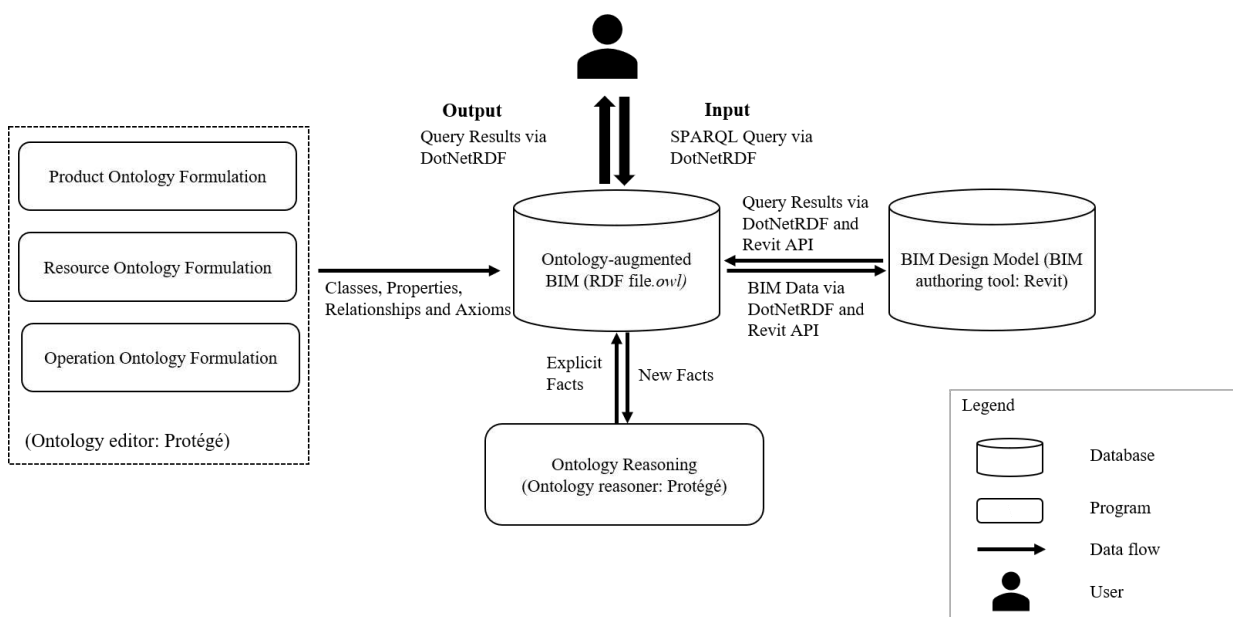 Output
Query Results via
DotNetRDF
Input
SPARQL Query via
DotNetRDF
Product Ontology Formulation
Resource Ontology Formulation
Operation Ontology Formulation
(Ontology editor: Protégé)
Classes, Properties,
Relationships and Axioms
Ontology-augmented
BIM (RDF file.owl)
Query Results via
DotNetRDF and
Revit API
BIM Data via
DotNetRDF and
Revit API
BIM Design Model (BIM
authoring tool: Revit)
Explicit
Facts
New Facts
Ontology Reasoning
(Ontology reasoner: Protégé)
Legend
Database
Program
Data flow
User